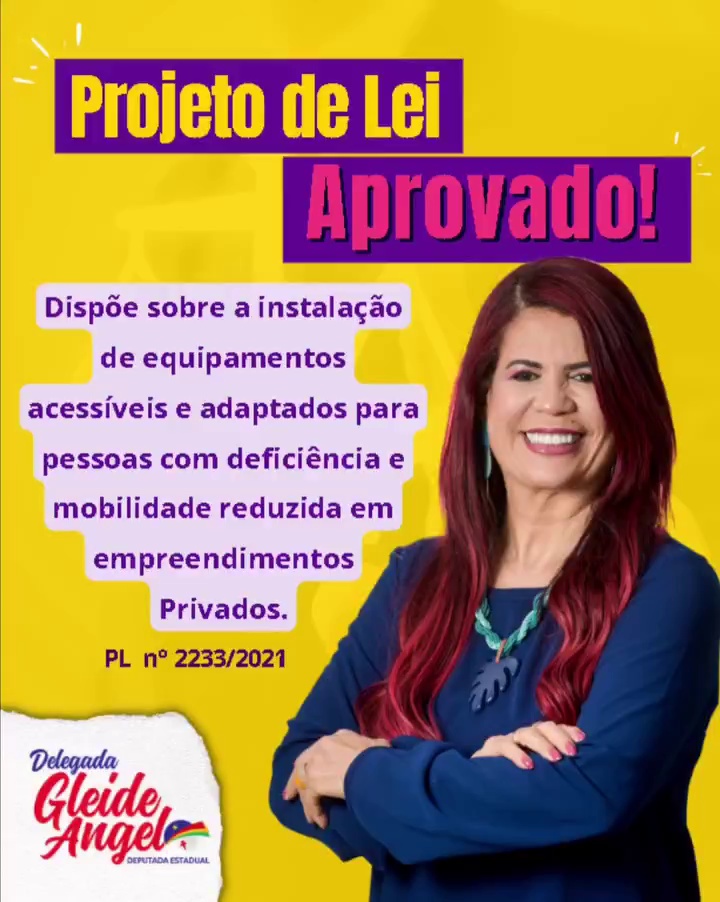 Projeto de Lei
Aprovado!
Dispõe sobre a instalação
de equipamentos
acessíveis e adaptados para
pessoas com deficiência e
mobilidade reduzida em
empreendimentos
Privados.
PL nº 2233/2021
Delegada
Gleide
Angelo
DEPUTADA ESTADUAL